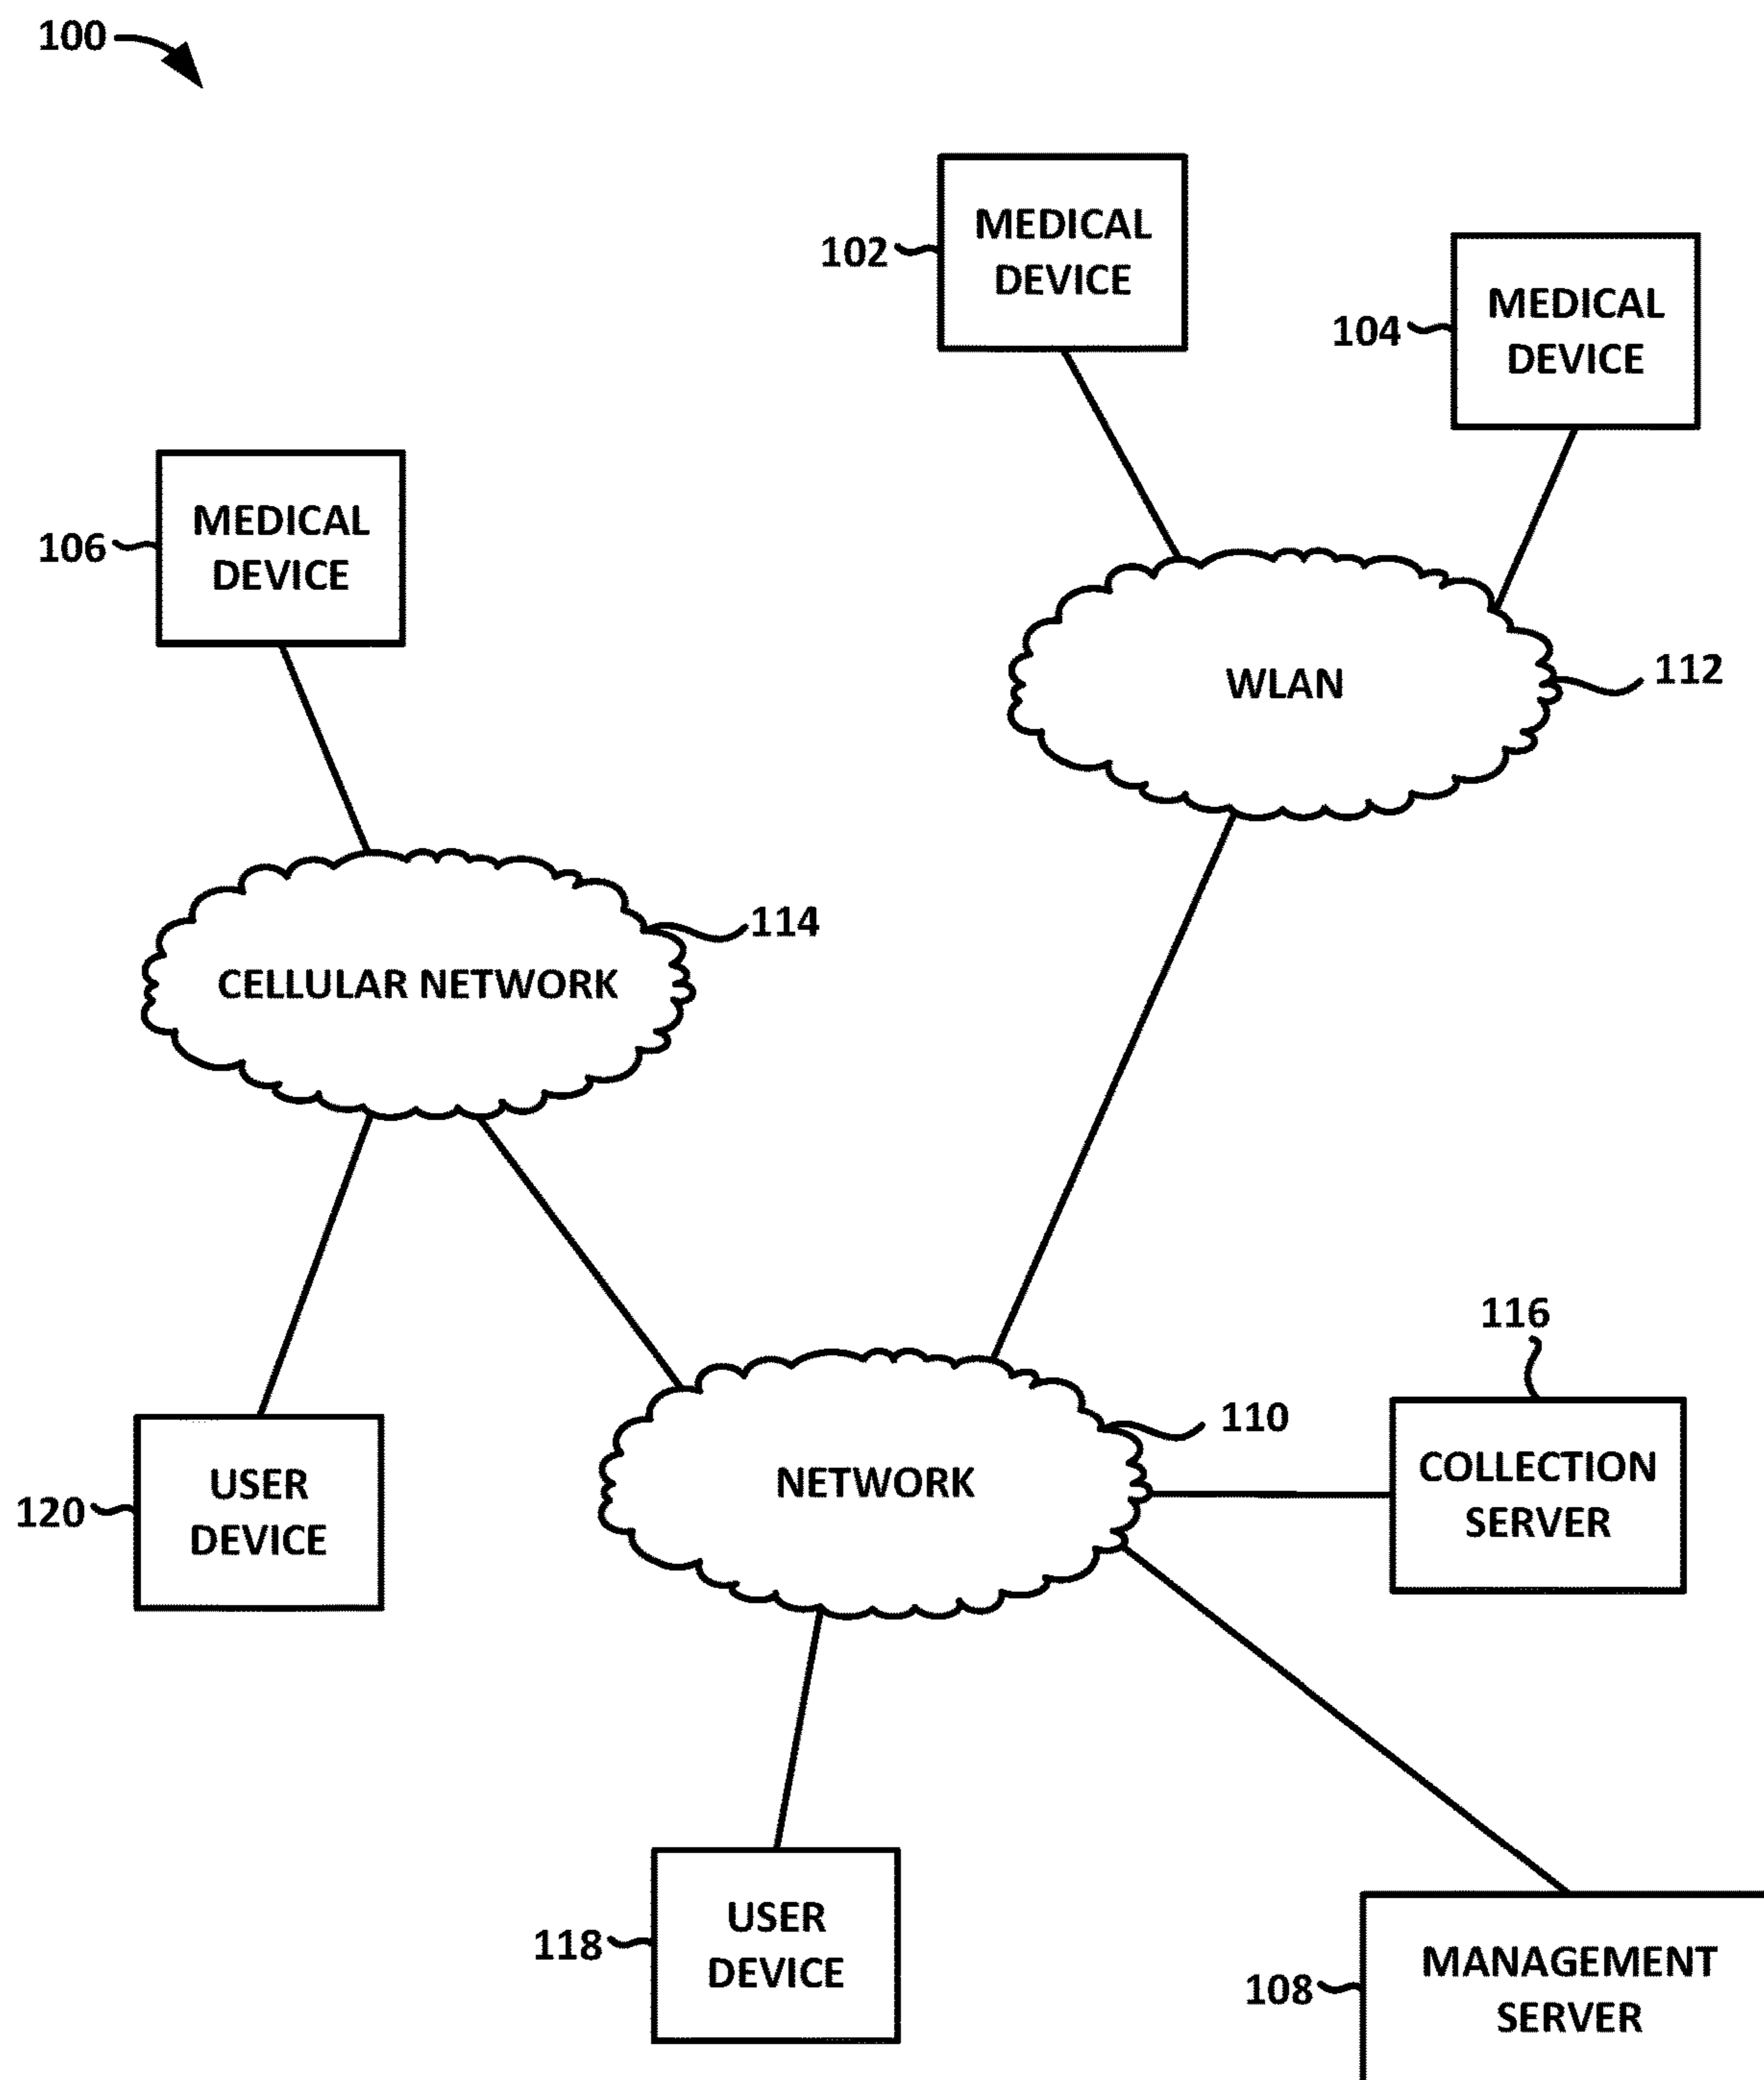 100
102
MEDICAL
DEVICE
104
MEDICAL
DEVICE
106
MEDICAL
DEVICE
WLAN
112
114
CELLULAR NETWORK
116
110
NETWORK
COLLECTION
SERVER
120
USER
DEVICE
118
USER
DEVICE
108
MANAGEMENT
SERVER